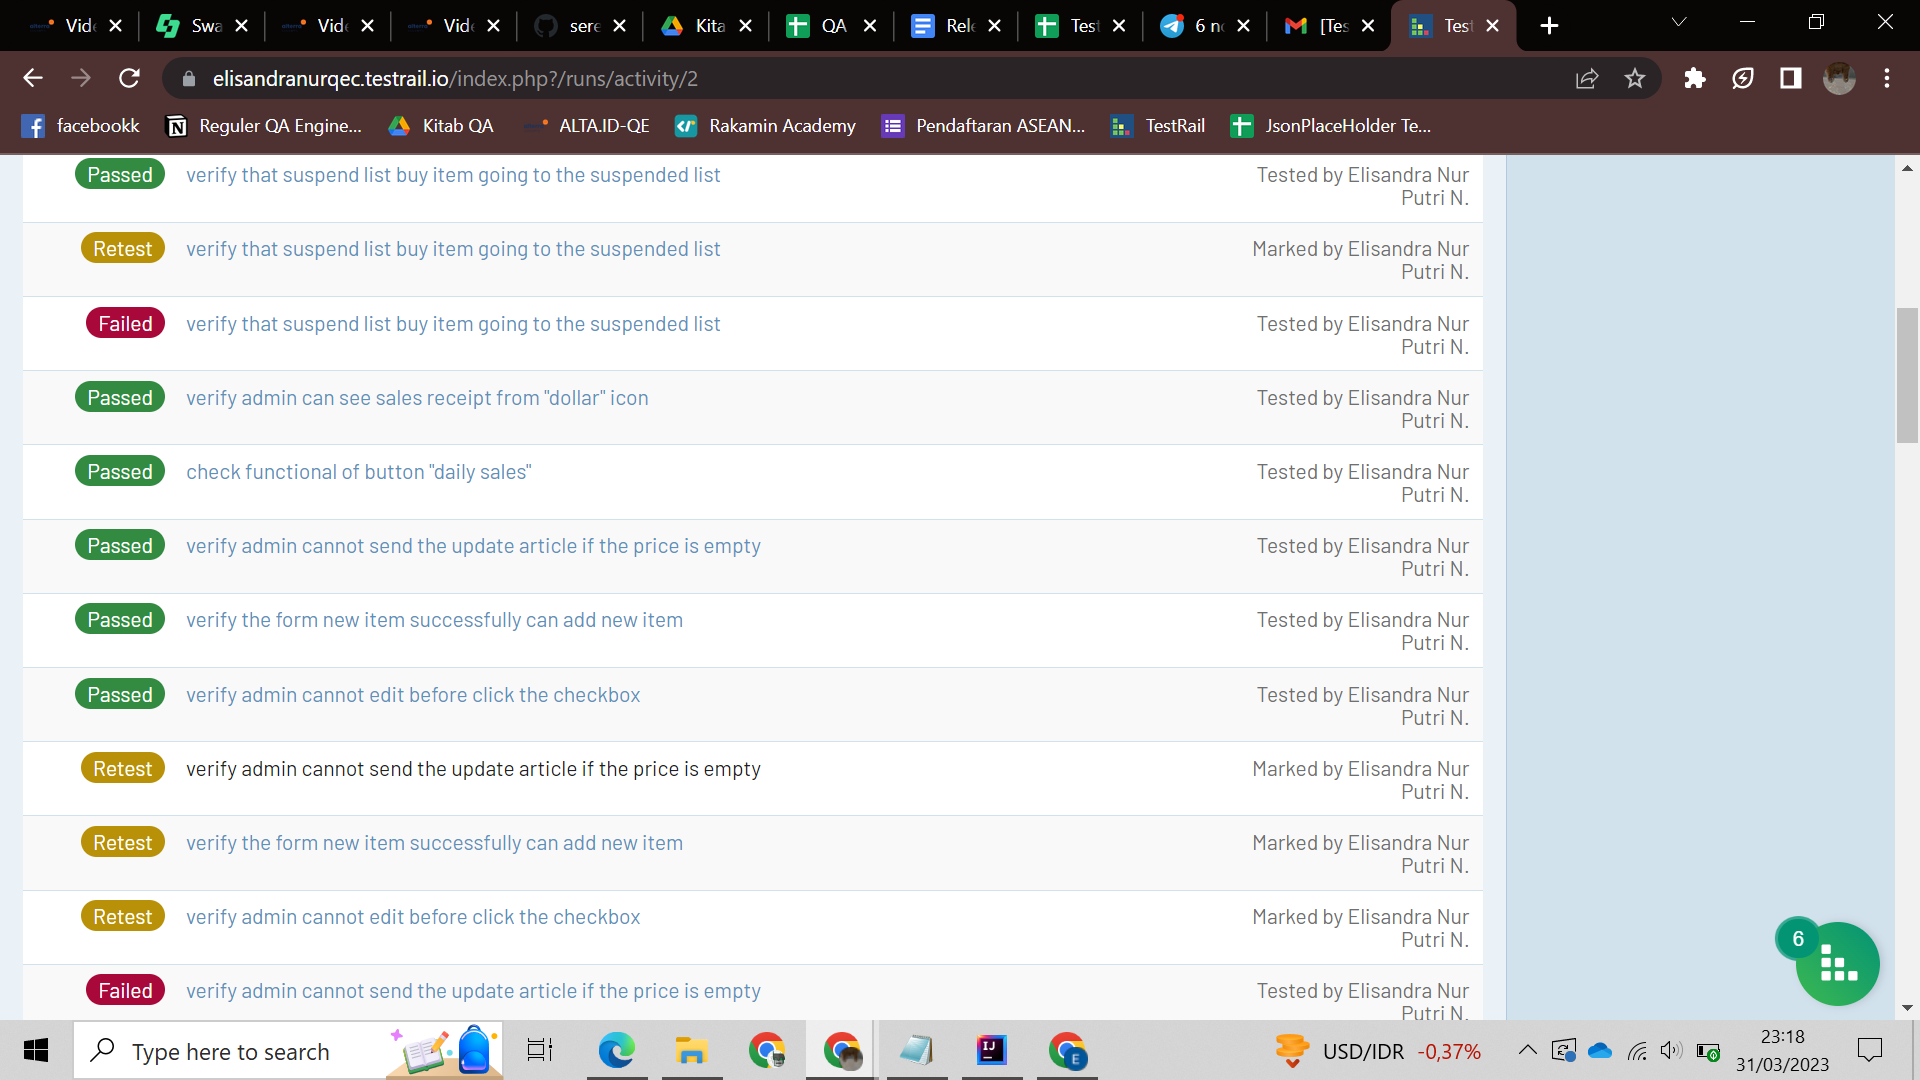 Vide Swa Vide Vide sere Kita QA Rele Test 6 no [Tes Test
elisandranurqec.testrail.io/index.php?/runs/activity/2
facebookk Reguler QA Engine... Kitab QA ALTA.ID-QE Rakamin Academy Pendaftaran ASEAN... TestRail JsonPlaceHolder Te...
Passed verify that suspend list buy item going to the suspended list Tested by Elisandra Nur
Putri N.
Retest verify that suspend list buy item going to the suspended list Marked by Elisandra Nur
Putri N.
Failed verify that suspend list buy item going to the suspended list Tested by Elisandra Nur
Putri N.
Passed verify admin can see sales receipt from "dollar" icon Tested by Elisandra Nur
Putri N.
Passed check functional of button "daily sales" Tested by Elisandra Nur
Putri N.
Passed verify admin cannot send the update article if the price is empty Tested by Elisandra Nur
Putri N.
Passed verify the form new item successfully can add new item Tested by Elisandra Nur
Putri N.
Passed verify admin cannot edit before click the checkbox Tested by Elisandra Nur
Putri N.
Retest verify admin cannot send the update article if the price is empty Marked by Elisandra Nur
Putri N.
Retest verify the form new item successfully can add new item Marked by Elisandra Nur
Putri N.
Retest verify admin cannot edit before click the checkbox Marked by Elisandra Nur
Putri N.
6
Failed verify admin cannot send the update article if the price is empty Tested by Elisandra Nur
Putri N.
Type here to search
USD/IDR -0,37%
23:18
31/03/2023